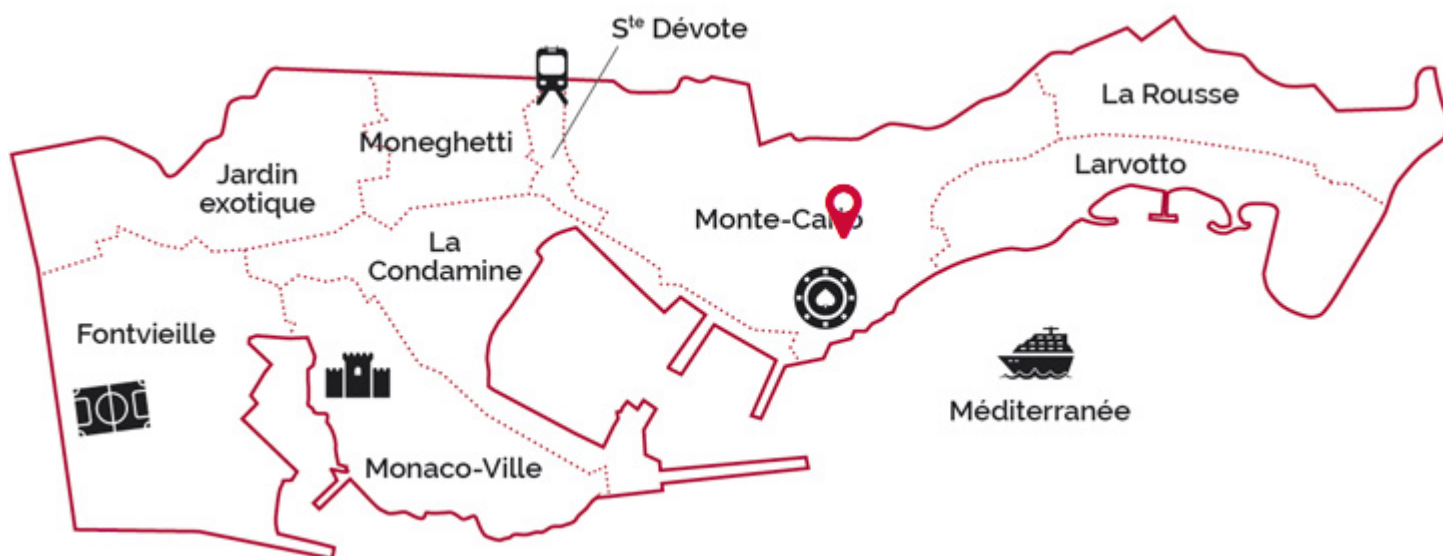 Sᵗᵉ Dévote
La Rousse
Moneghetti
Larvotto
Jardin
exotique
Monte-Carlo
La
Condamine
Fontvieille
Méditerranée
Monaco-Ville